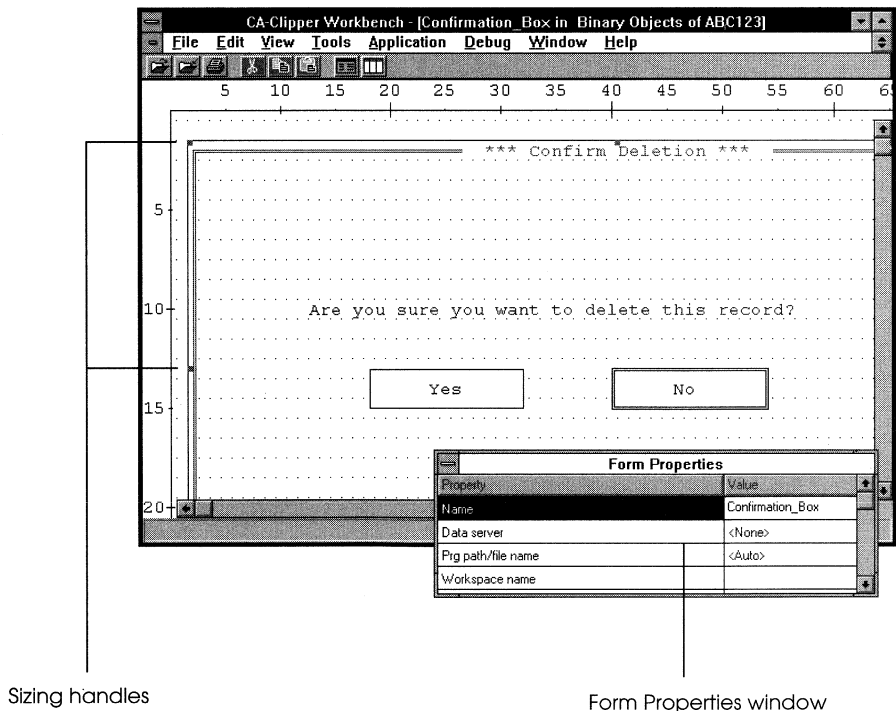 CA-Clipper Workbench - [Confirmation_Box in Binary Objects of ABC123]
File Edit View Tools Application Debug Window Help
5 10 15 20 25 30 35 40 45 50 55 60 65
*** Confirm Deletion ***
5
10
Are you sure you want to delete this record?
Yes No
15
20
Form Properties
Property Value
Name Confirmation_Box
Data server <None>
Prg path/file name <Auto>
Workspace name
Sizing handles
Form Properties window